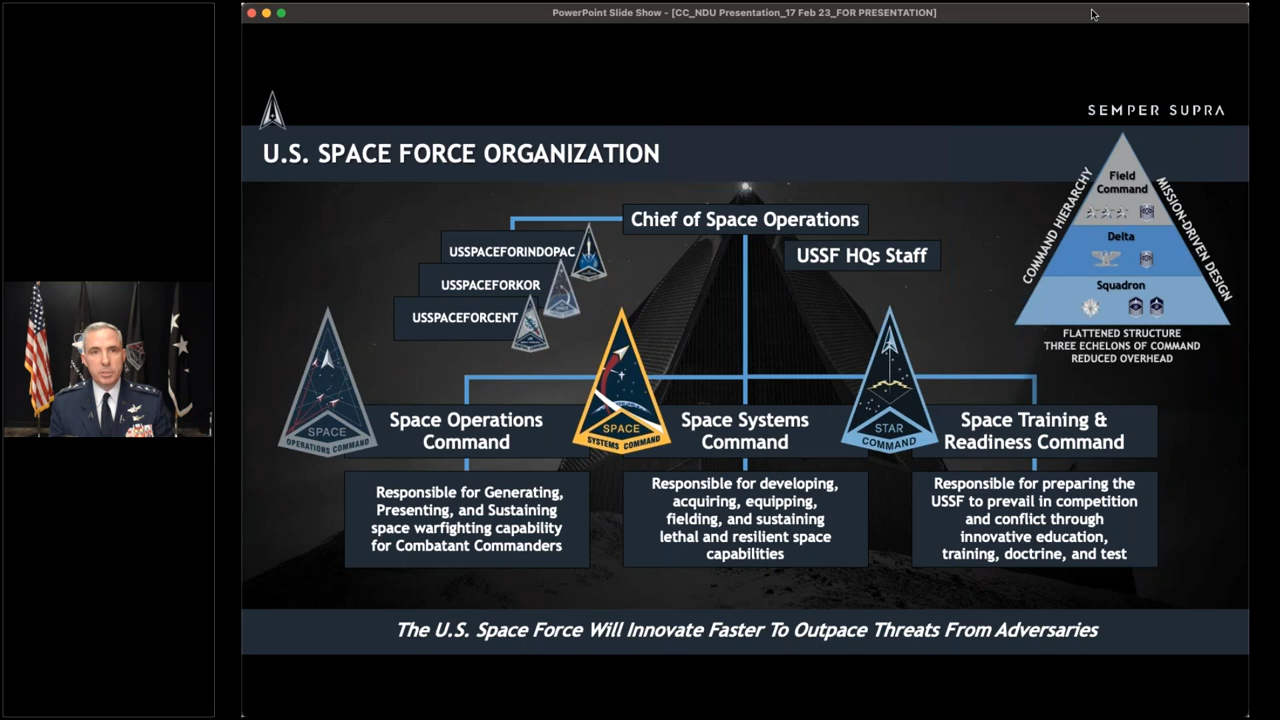 PowerPoint Slide Show - [CC_NDU Presentation_17 Feb 23_FOR PRESENTATION]
SEMPER SUPRA
U.S. SPACE FORCE ORGANIZATION
Chief of Space Operations
USSF HQs Staff
USSPACEFORINDOPAC
USSPACEFORKOR
USSPACEFORCENT
COMMAND HIERARCHY
MISSION-DRIVEN DESIGN
Field
Command
Delta
Squadron
FLATTENED STRUCTURE
THREE ECHELONS OF COMMAND
REDUCED OVERHEAD
SPACE
OPERATIONS COMMAND
Space Operations
Command
SPACE
SYSTEMS COMMAND
Space Systems
Command
STAR
COMMAND
Space Training &
Readiness Command
Responsible for Generating,
Presenting, and Sustaining
space warfighting capability
for Combatant Commanders
Responsible for developing,
acquiring, equipping,
fielding, and sustaining
lethal and resilient space
capabilities
Responsible for preparing the
USSF to prevail in competition
and conflict through
innovative education,
training, doctrine, and test
The U.S. Space Force Will Innovate Faster To Outpace Threats From Adversaries